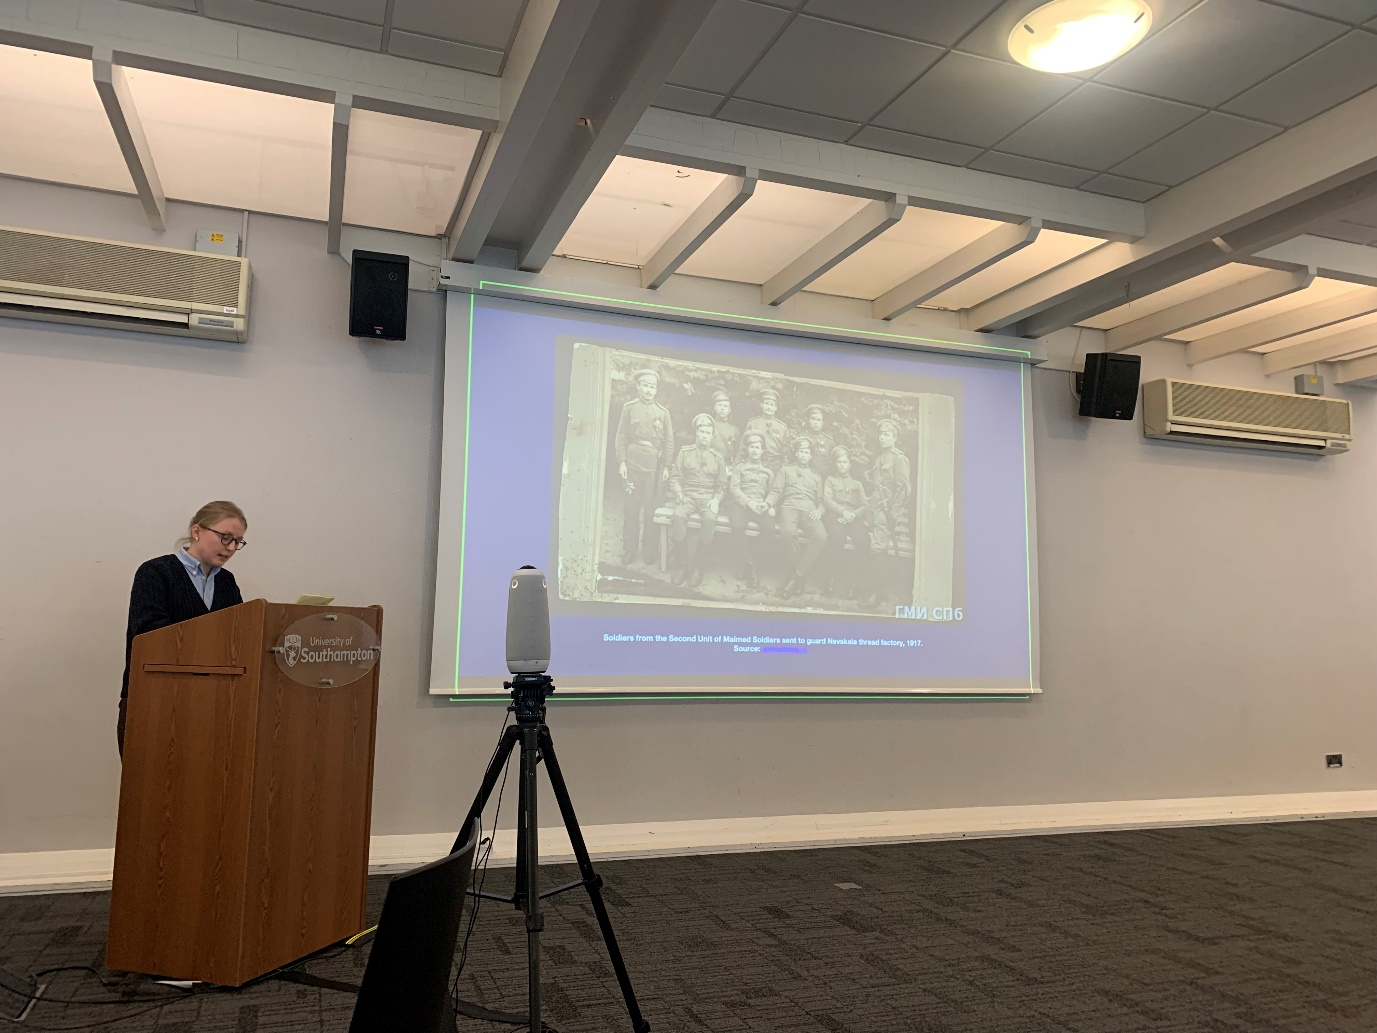 ГМИ СПб
Soldiers from the Second Unit of Maimed Soldiers sent to guard Nevskaia thread factory, 1917.
Source:
University of
Southampton